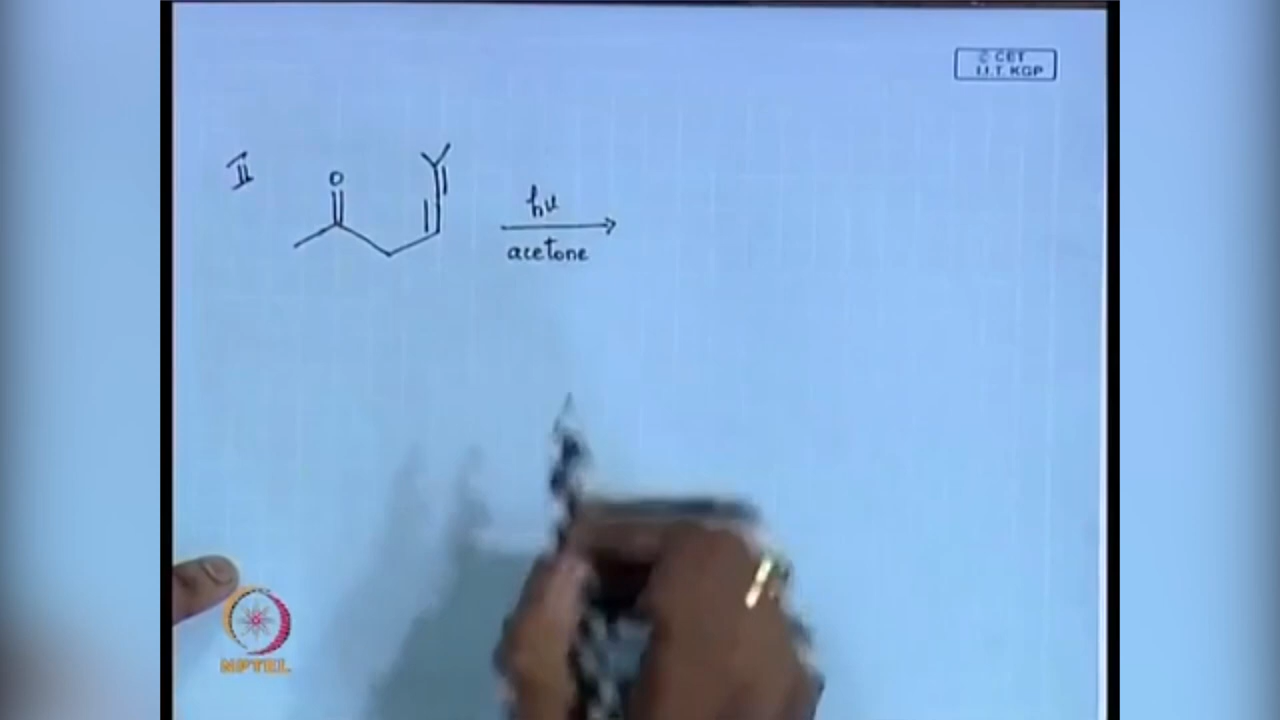 © CET
I.I.T. KGP
II
O
hν
acetone
NPTEL